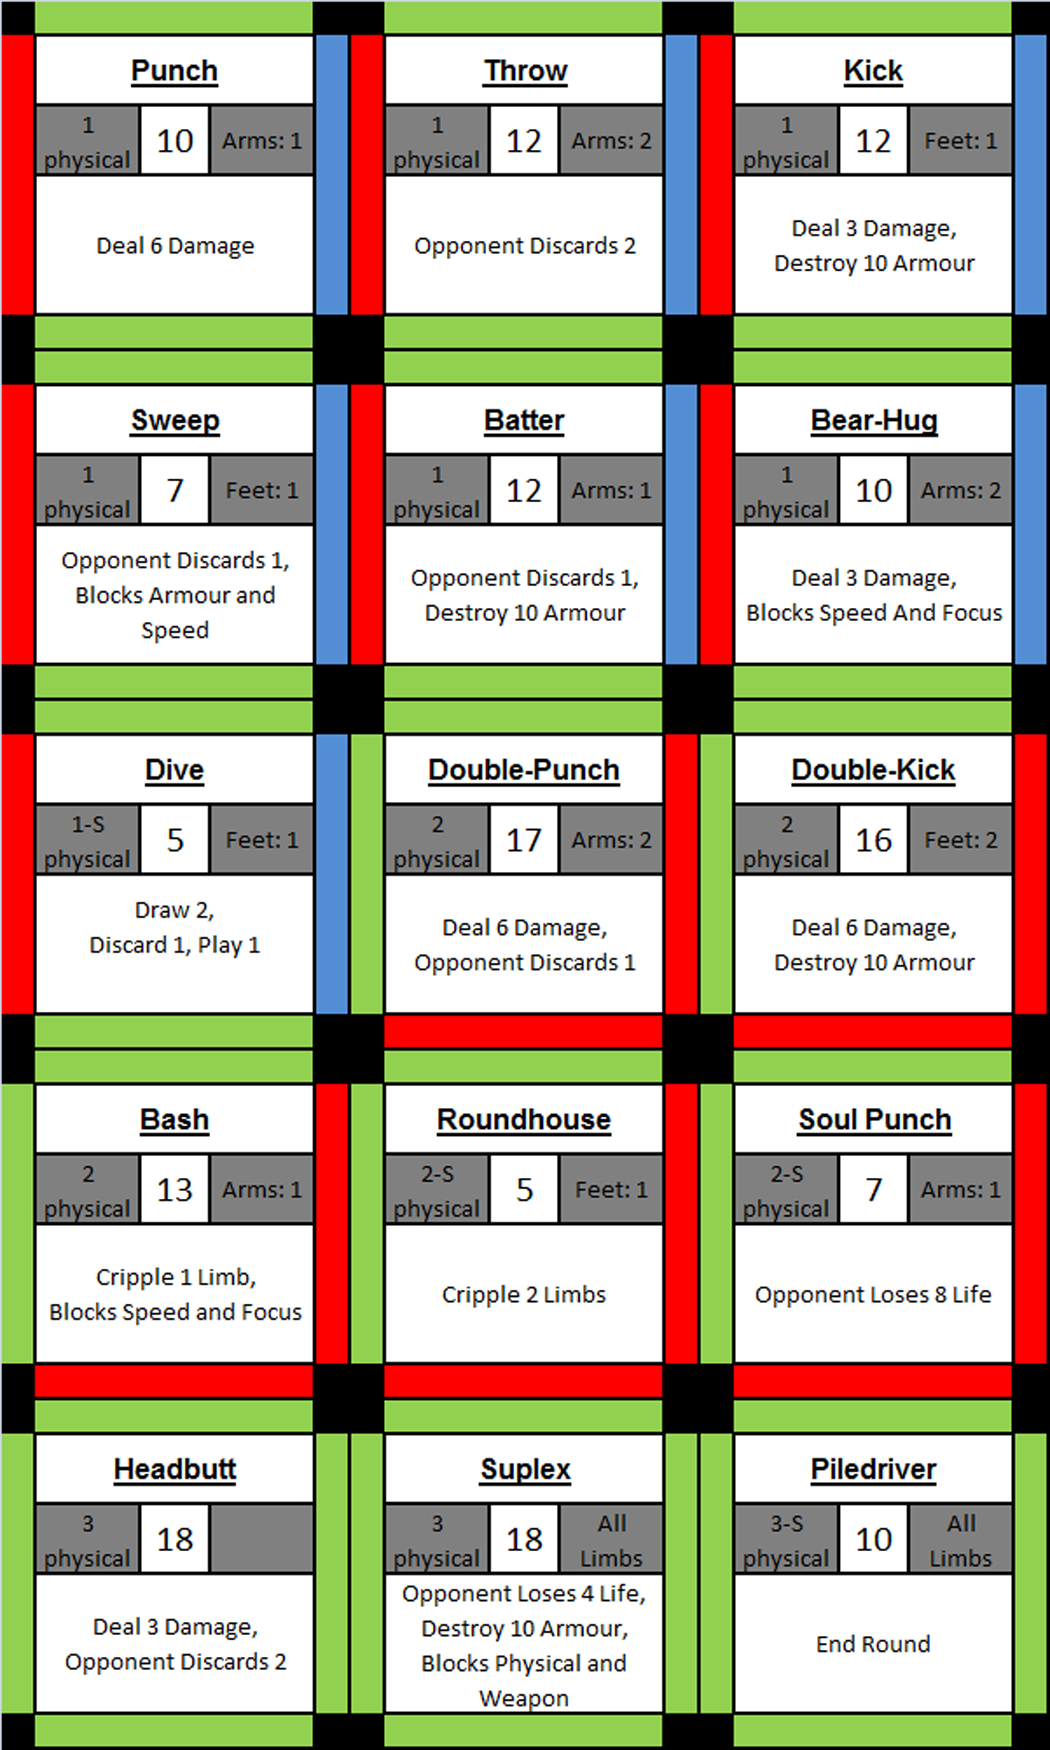 Punch
1
physical
10
Arms: 1
Deal 6 Damage
Throw
1
physical
12
Arms: 2
Opponent Discards 2
Kick
1
physical
12
Feet: 1
Deal 3 Damage,
Destroy 10 Armour
Sweep
1
physical
7
Feet: 1
Opponent Discards 1,
Blocks Armour and
Speed
Batter
1
physical
12
Arms: 1
Opponent Discards 1,
Destroy 10 Armour
Bear-Hug
1
physical
10
Arms: 2
Deal 3 Damage,
Blocks Speed And Focus
Dive
1-S
physical
5
Feet: 1
Draw 2,
Discard 1, Play 1
Double-Punch
2
physical
17
Arms: 2
Deal 6 Damage,
Opponent Discards 1
Double-Kick
2
physical
16
Feet: 2
Deal 6 Damage,
Destroy 10 Armour
Bash
2
physical
13
Arms: 1
Cripple 1 Limb,
Blocks Speed and Focus
Roundhouse
2-S
physical
5
Feet: 1
Cripple 2 Limbs
Soul Punch
2-S
physical
7
Arms: 1
Opponent Loses 8 Life
Headbutt
3
physical
18
Deal 3 Damage,
Opponent Discards 2
Suplex
3
physical
18
All
Limbs
Opponent Loses 4 Life,
Destroy 10 Armour,
Blocks Physical and
Weapon
Piledriver
3-S
physical
10
All
Limbs
End Round